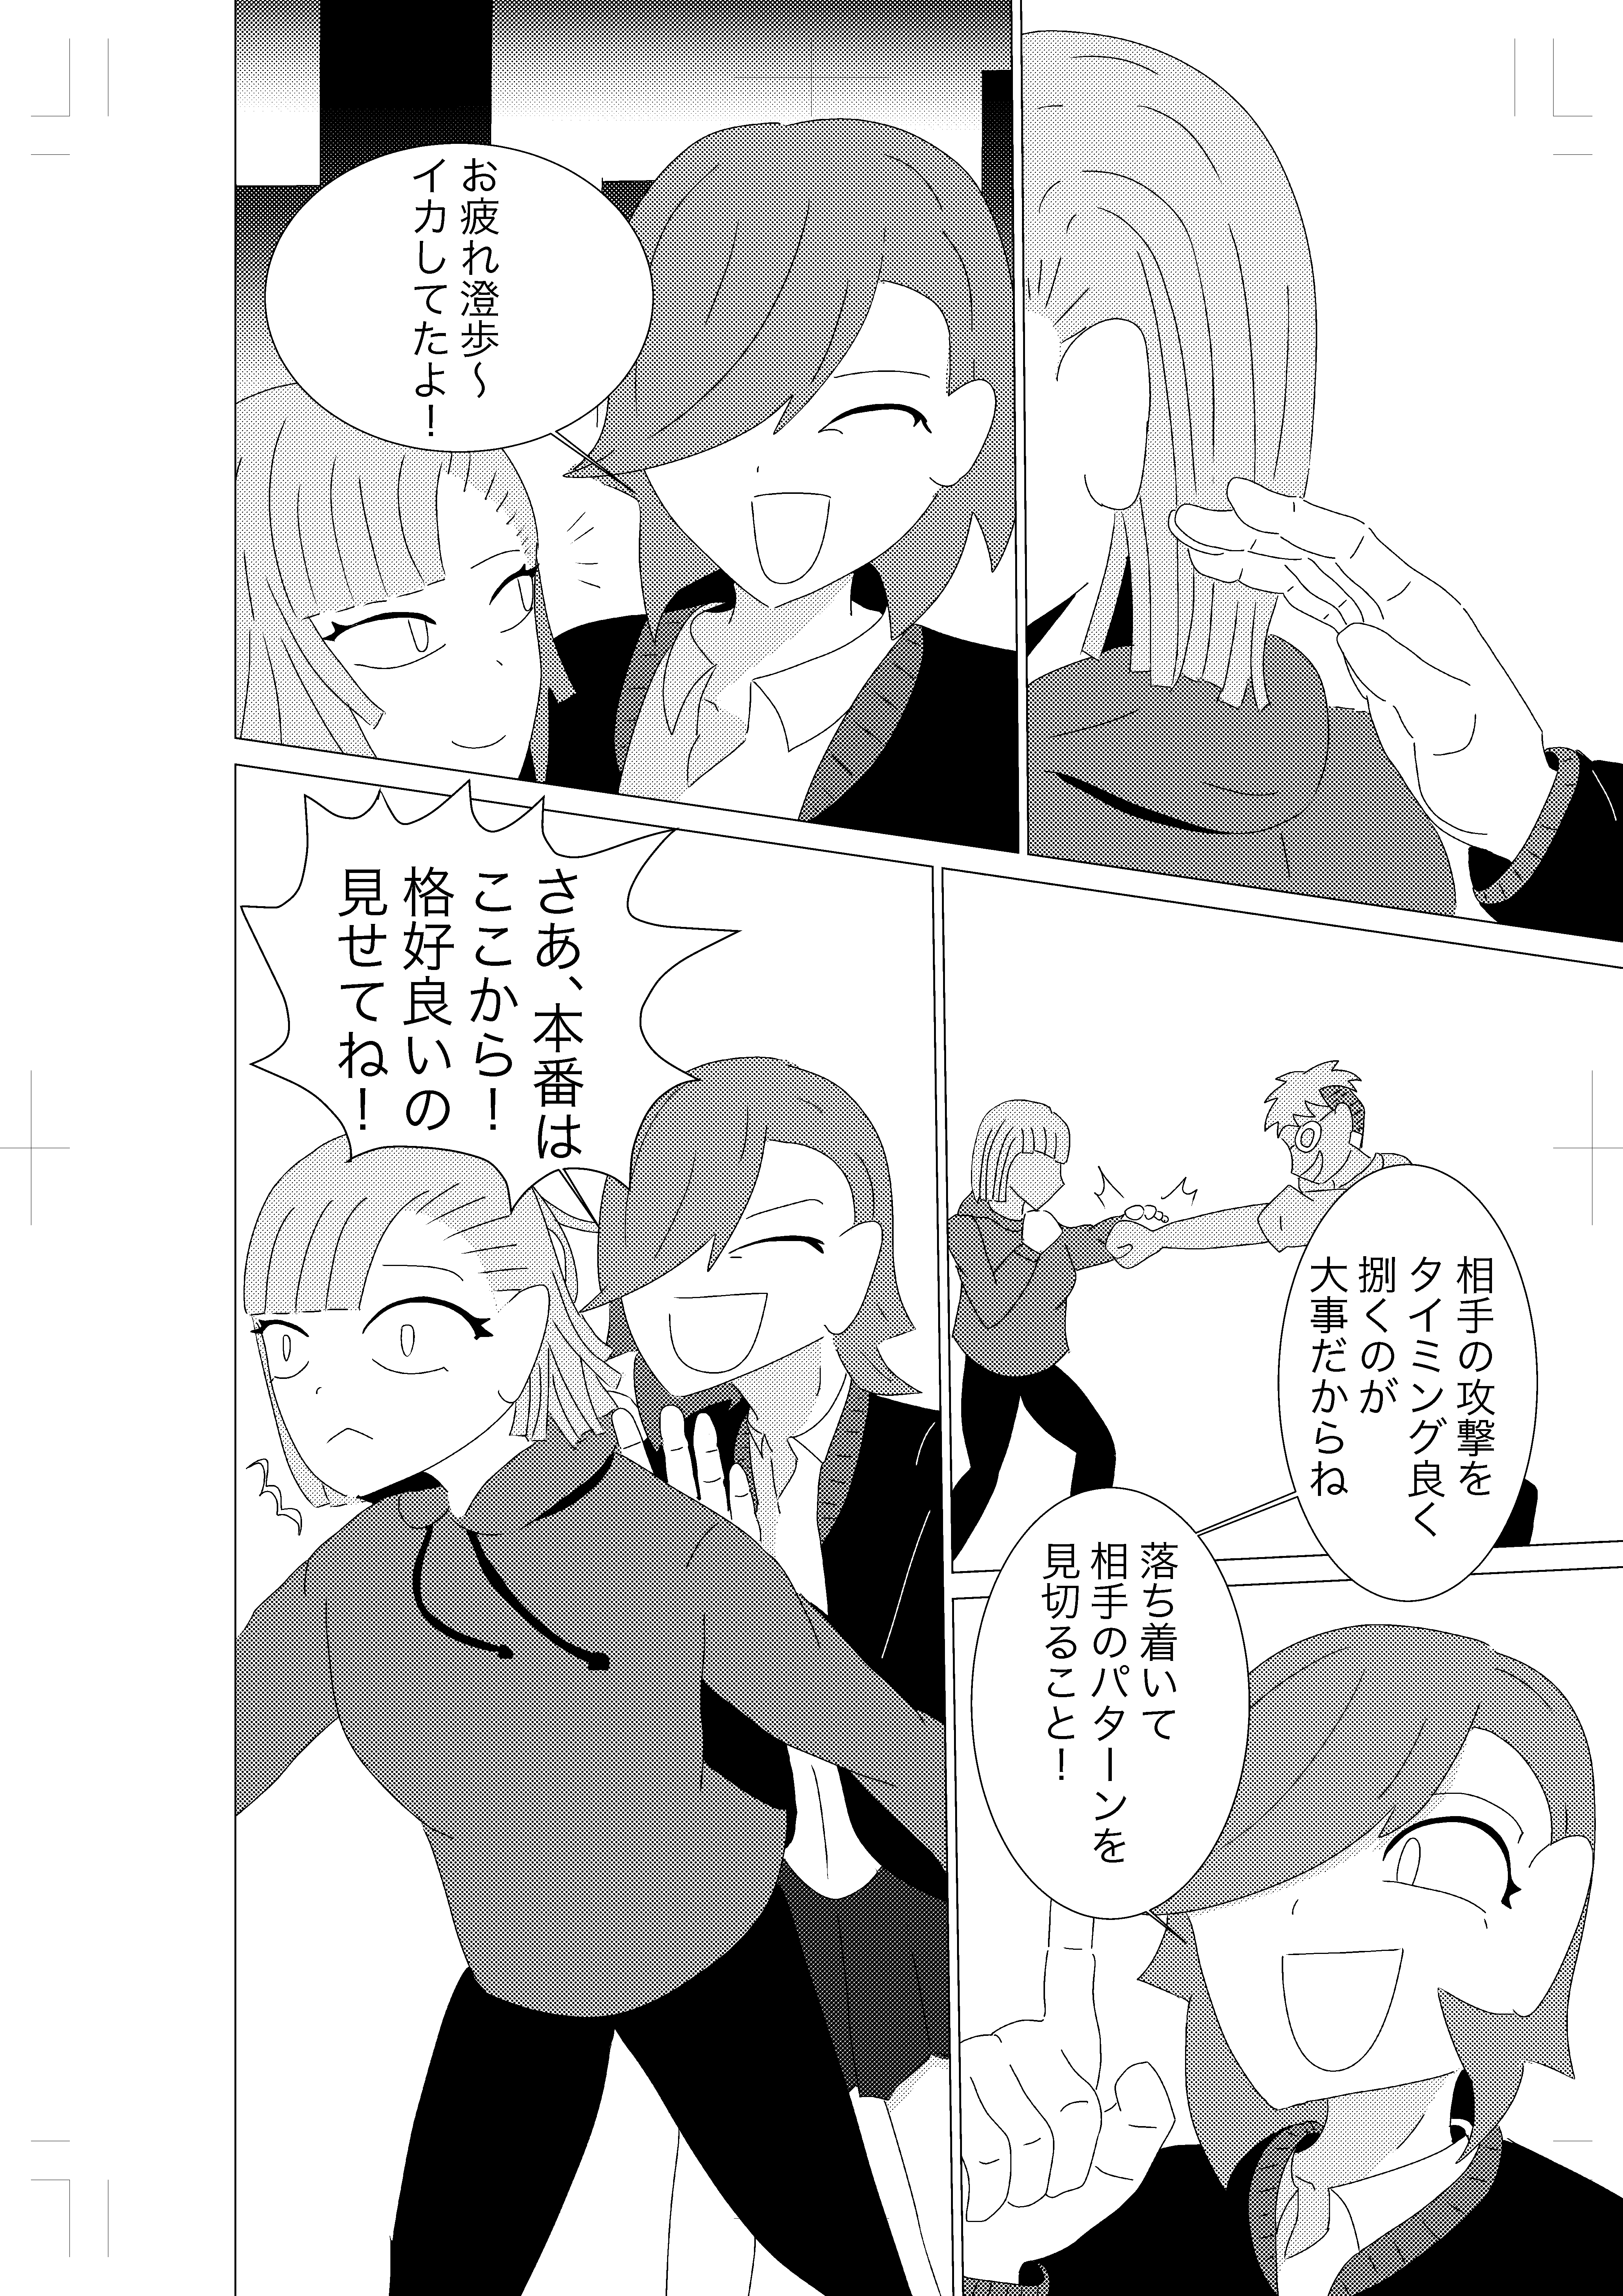 お疲れ澄歩～
イカしてたよ！
相手の攻撃を
タイミング良く
捌くのが
大事だからね
落ち着いて
相手のパターンを
見切ること！
さあ、本番は
ここから！
格好良いの
見せてね！